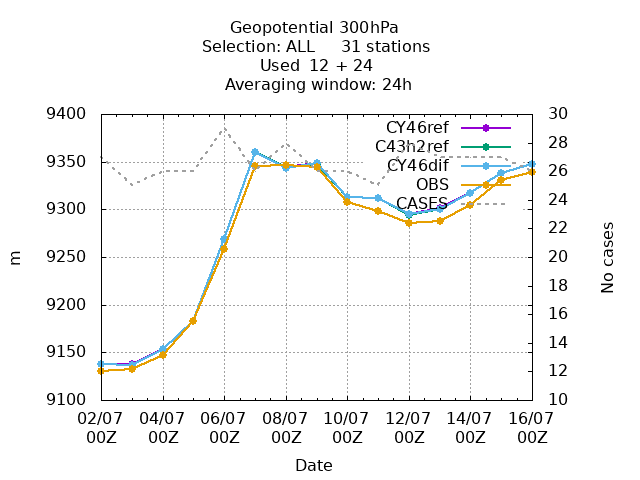 Geopotential 300hPa
Selection: ALL     31 stations
Used  12 + 24
Averaging window: 24h
9400
9350
9300
9250
9200
9150
9100
m
30
28
26
24
22
20
18
16
14
12
10
No cases
CY46ref
C43h2ref
CY46dif
OBS
CASES
02/07 04/07 06/07 08/07 10/07 12/07 14/07 16/07
00Z 00Z 00Z 00Z 00Z 00Z 00Z 00Z
Date